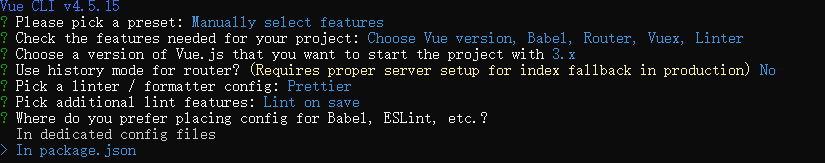 Vue CLI v4.5.15
? Please pick a preset: Manually select features
? Check the features needed for your project: Choose Vue version, Babel, Router, Vuex, Linter
? Choose a version of Vue.js that you want to start the project with 3.x
? Use history mode for router? (Requires proper server setup for index fallback in production) No
? Pick a linter / formatter config: Prettier
? Pick additional lint features: Lint on save
? Where do you prefer placing config for Babel, ESLint, etc.?
  In dedicated config files
> In package.json